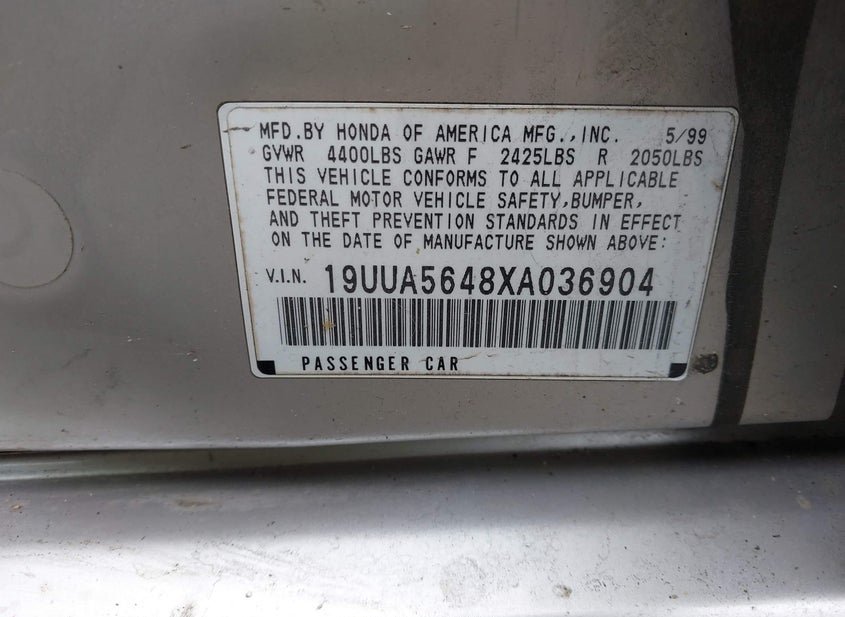 MFD.BY HONDA OF AMERICA MFG.,INC. 5/99
GVWR 4400LBS GAWR F 2425LBS R 2050LBS
THIS VEHICLE CONFORMS TO ALL APPLICABLE
FEDERAL MOTOR VEHICLE SAFETY,BUMPER,
AND THEFT PREVENTION STANDARDS IN EFFECT
ON THE DATE OF MANUFACTURE SHOWN ABOVE:
V.I.N. 19UUA5648XA036904
PASSENGER CAR